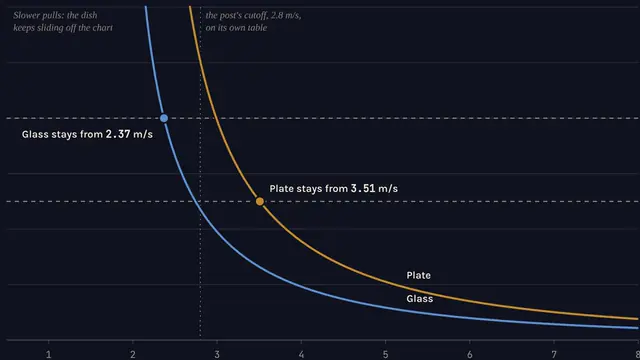 Slower pulls: the dish
keeps sliding off the chart
the post's cutoff, 2.8 m/s,
on its own table
Glass stays from 2.37 m/s
Plate stays from 3.51 m/s
Plate
Glass
1 2 3 4 5 6 7 8